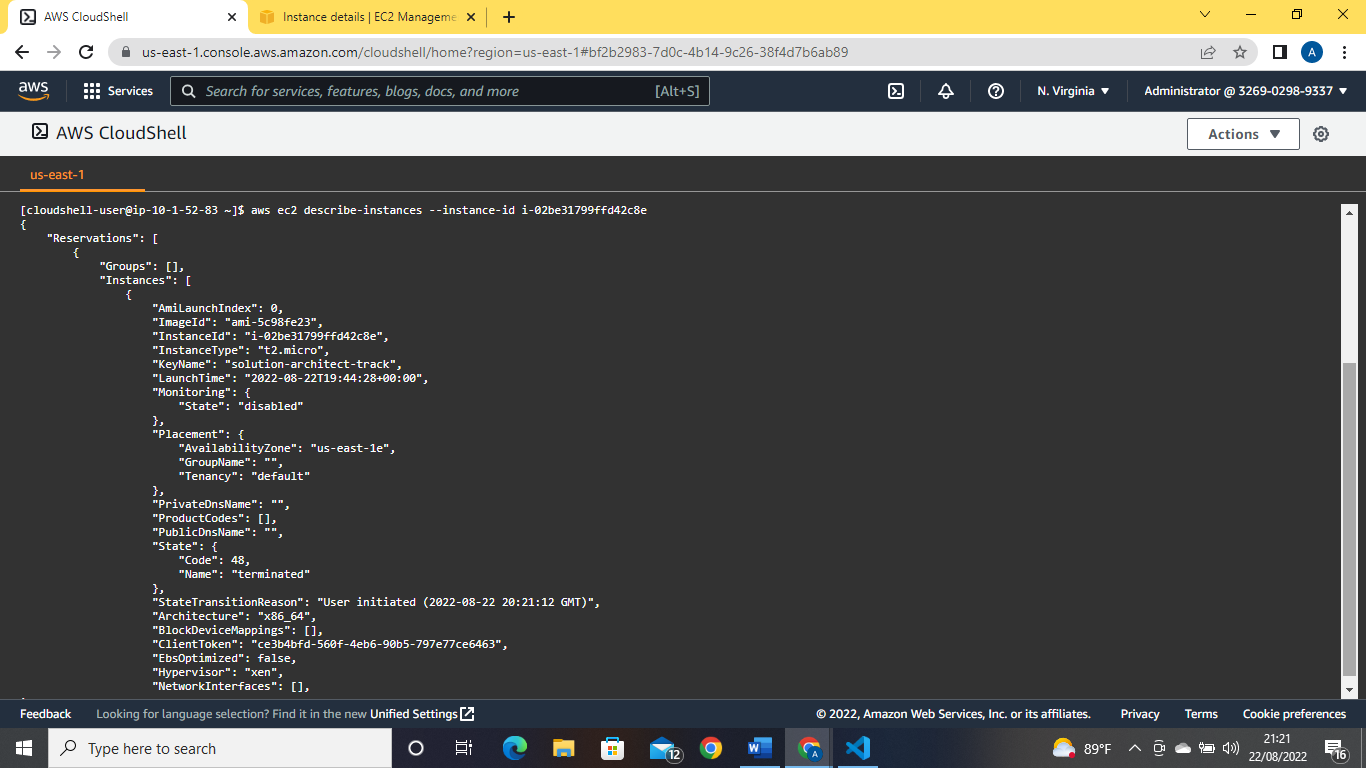 AWS CloudShell
Instance details | EC2 Manageme
us-east-1.console.aws.amazon.com/cloudshell/home?region=us-east-1#bf2b2983-7d0c-4b14-9c26-38f4d7b6ab89
A
aws
Services
Search for services, features, blogs, docs, and more
[Alt+S]
N. Virginia
Administrator @ 3269-0298-9337
AWS CloudShell
Actions
us-east-1
[cloudshell-user@ip-10-1-52-83 ~]$ aws ec2 describe-instances --instance-id i-02be31799ffd42c8e
{
    "Reservations": [
        {
            "Groups": [],
            "Instances": [
                {
                    "AmiLaunchIndex": 0,
                    "ImageId": "ami-5c98fe23",
                    "InstanceId": "i-02be31799ffd42c8e",
                    "InstanceType": "t2.micro",
                    "KeyName": "solution-architect-track",
                    "LaunchTime": "2022-08-22T19:44:28+00:00",
                    "Monitoring": {
                        "State": "disabled"
                    },
                    "Placement": {
                        "AvailabilityZone": "us-east-1e",
                        "GroupName": "",
                        "Tenancy": "default"
                    },
                    "PrivateDnsName": "",
                    "ProductCodes": [],
                    "PublicDnsName": "",
                    "State": {
                        "Code": 48,
                        "Name": "terminated"
                    },
                    "StateTransitionReason": "User initiated (2022-08-22 20:21:12 GMT)",
                    "Architecture": "x86_64",
                    "BlockDeviceMappings": [],
                    "ClientToken": "ce3b4bfd-560f-4eb6-90b5-797e77ce6463",
                    "EbsOptimized": false,
                    "Hypervisor": "xen",
                    "NetworkInterfaces": [],
Feedback
Looking for language selection? Find it in the new Unified Settings
© 2022, Amazon Web Services, Inc. or its affiliates.
Privacy
Terms
Cookie preferences
Type here to search
12
A
89°F
21:21
22/08/2022
16